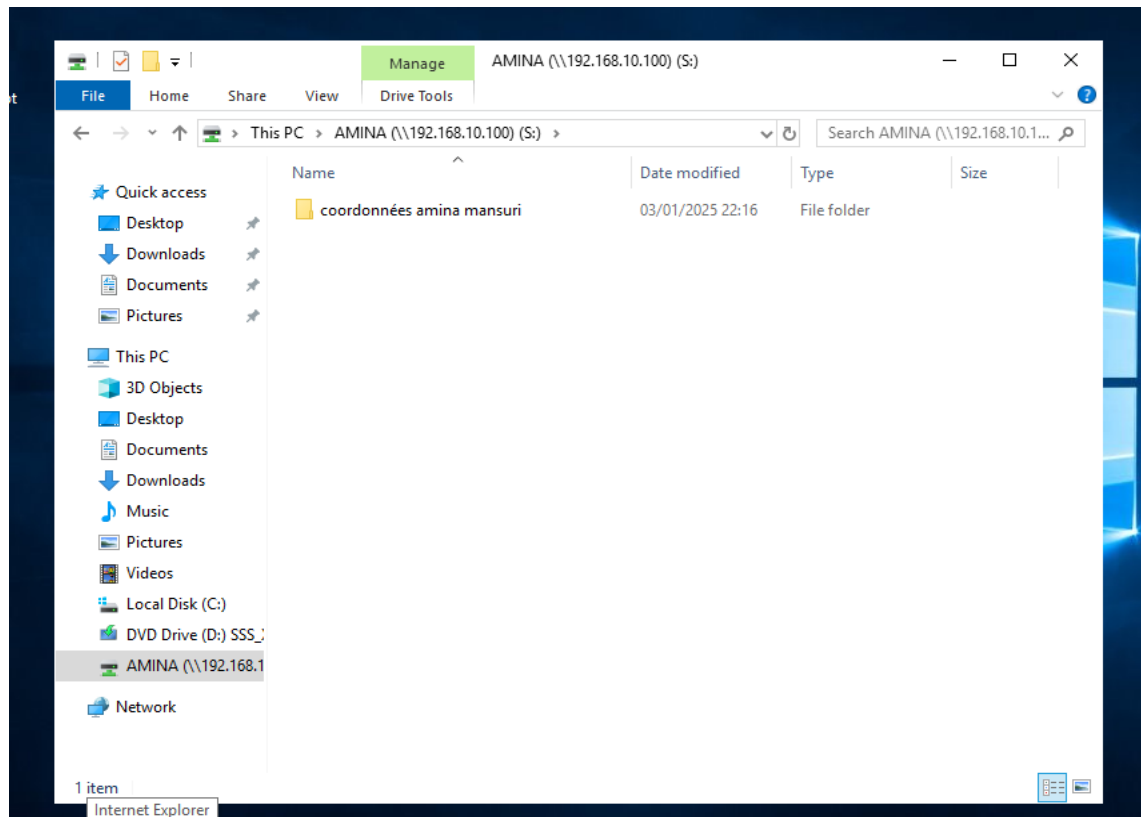 AMINA (\\192.168.10.100) (S:)
Manage
File Home Share View Drive Tools
This PC > AMINA (\\192.168.10.100) (S:) >
Search AMINA (\\192.168.10.1...
Name Date modified Type Size
coordonnées amina mansuri 03/01/2025 22:16 File folder
Quick access
Desktop
Downloads
Documents
Pictures
This PC
3D Objects
Desktop
Documents
Downloads
Music
Pictures
Videos
Local Disk (C:)
DVD Drive (D:) SSS_
AMINA (\\192.168.1
Network
1 item
Internet Explorer